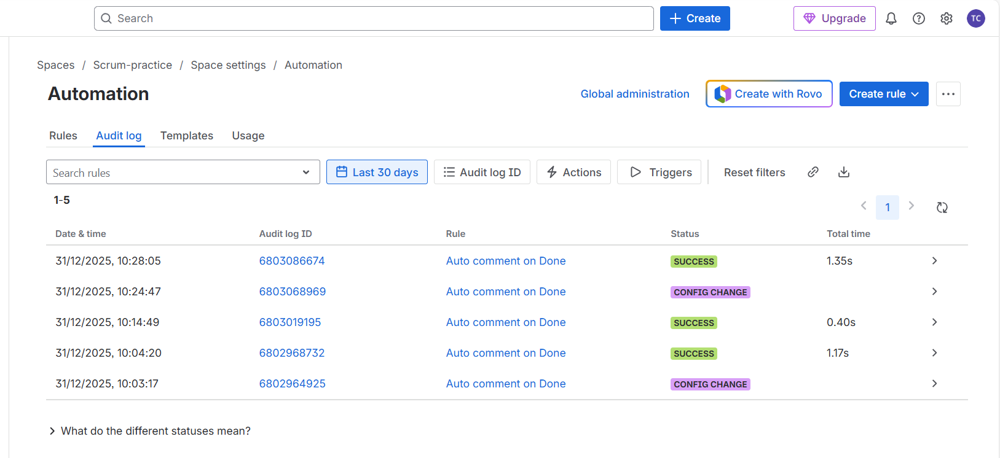 Search
Create
Upgrade
TC
Spaces / Scrum-practice / Space settings / Automation
Automation
Global administration
Create with Rovo
Create rule
Rules Audit log Templates Usage
Search rules
Last 30 days
Audit log ID
Actions
Triggers
Reset filters
1-5
1
Date & time Audit log ID Rule Status Total time
31/12/2025, 10:28:05 6803086674 Auto comment on Done SUCCESS 1.35s
31/12/2025, 10:24:47 6803068969 Auto comment on Done CONFIG CHANGE
31/12/2025, 10:14:49 6803019195 Auto comment on Done SUCCESS 0.40s
31/12/2025, 10:04:20 6802968732 Auto comment on Done SUCCESS 1.17s
31/12/2025, 10:03:17 6802964925 Auto comment on Done CONFIG CHANGE
What do the different statuses mean?